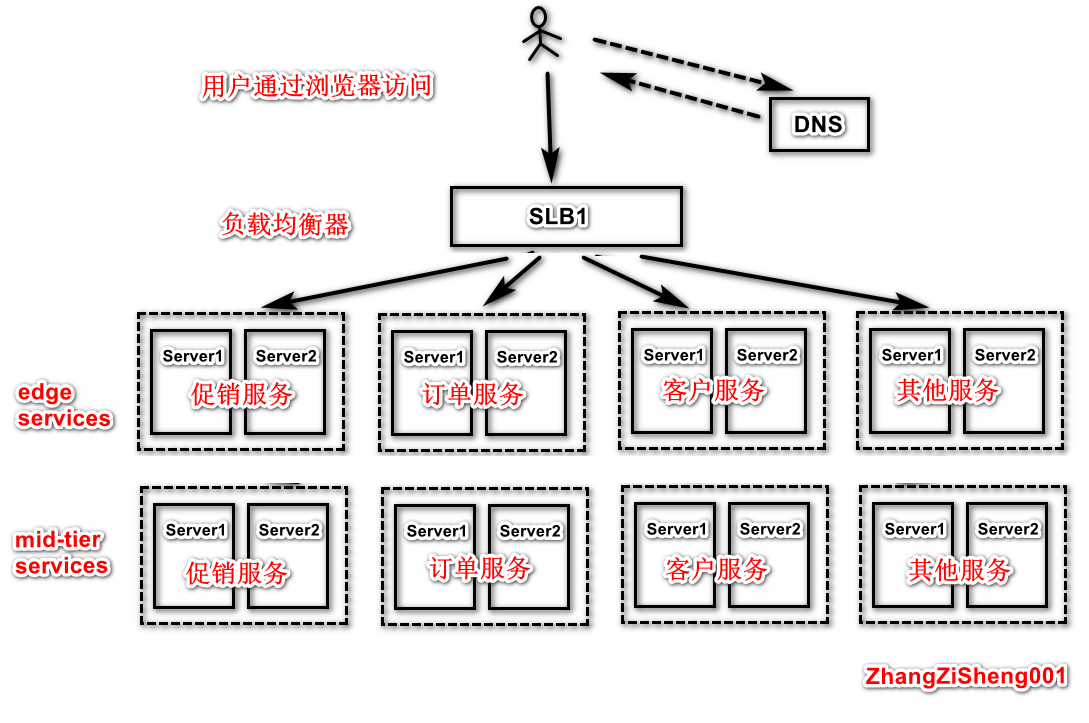 用户通过浏览器访问
DNS
负载均衡器
SLB1
Server1 Server2 Server1 Server2 Server1 Server2 Server1 Server2
促销服务 订单服务 客户服务 其他服务
edge
services
Server1 Server2 Server1 Server2 Server1 Server2 Server1 Server2
mid-tier
services
促销服务 订单服务 客户服务 其他服务
ZhangZiSheng001